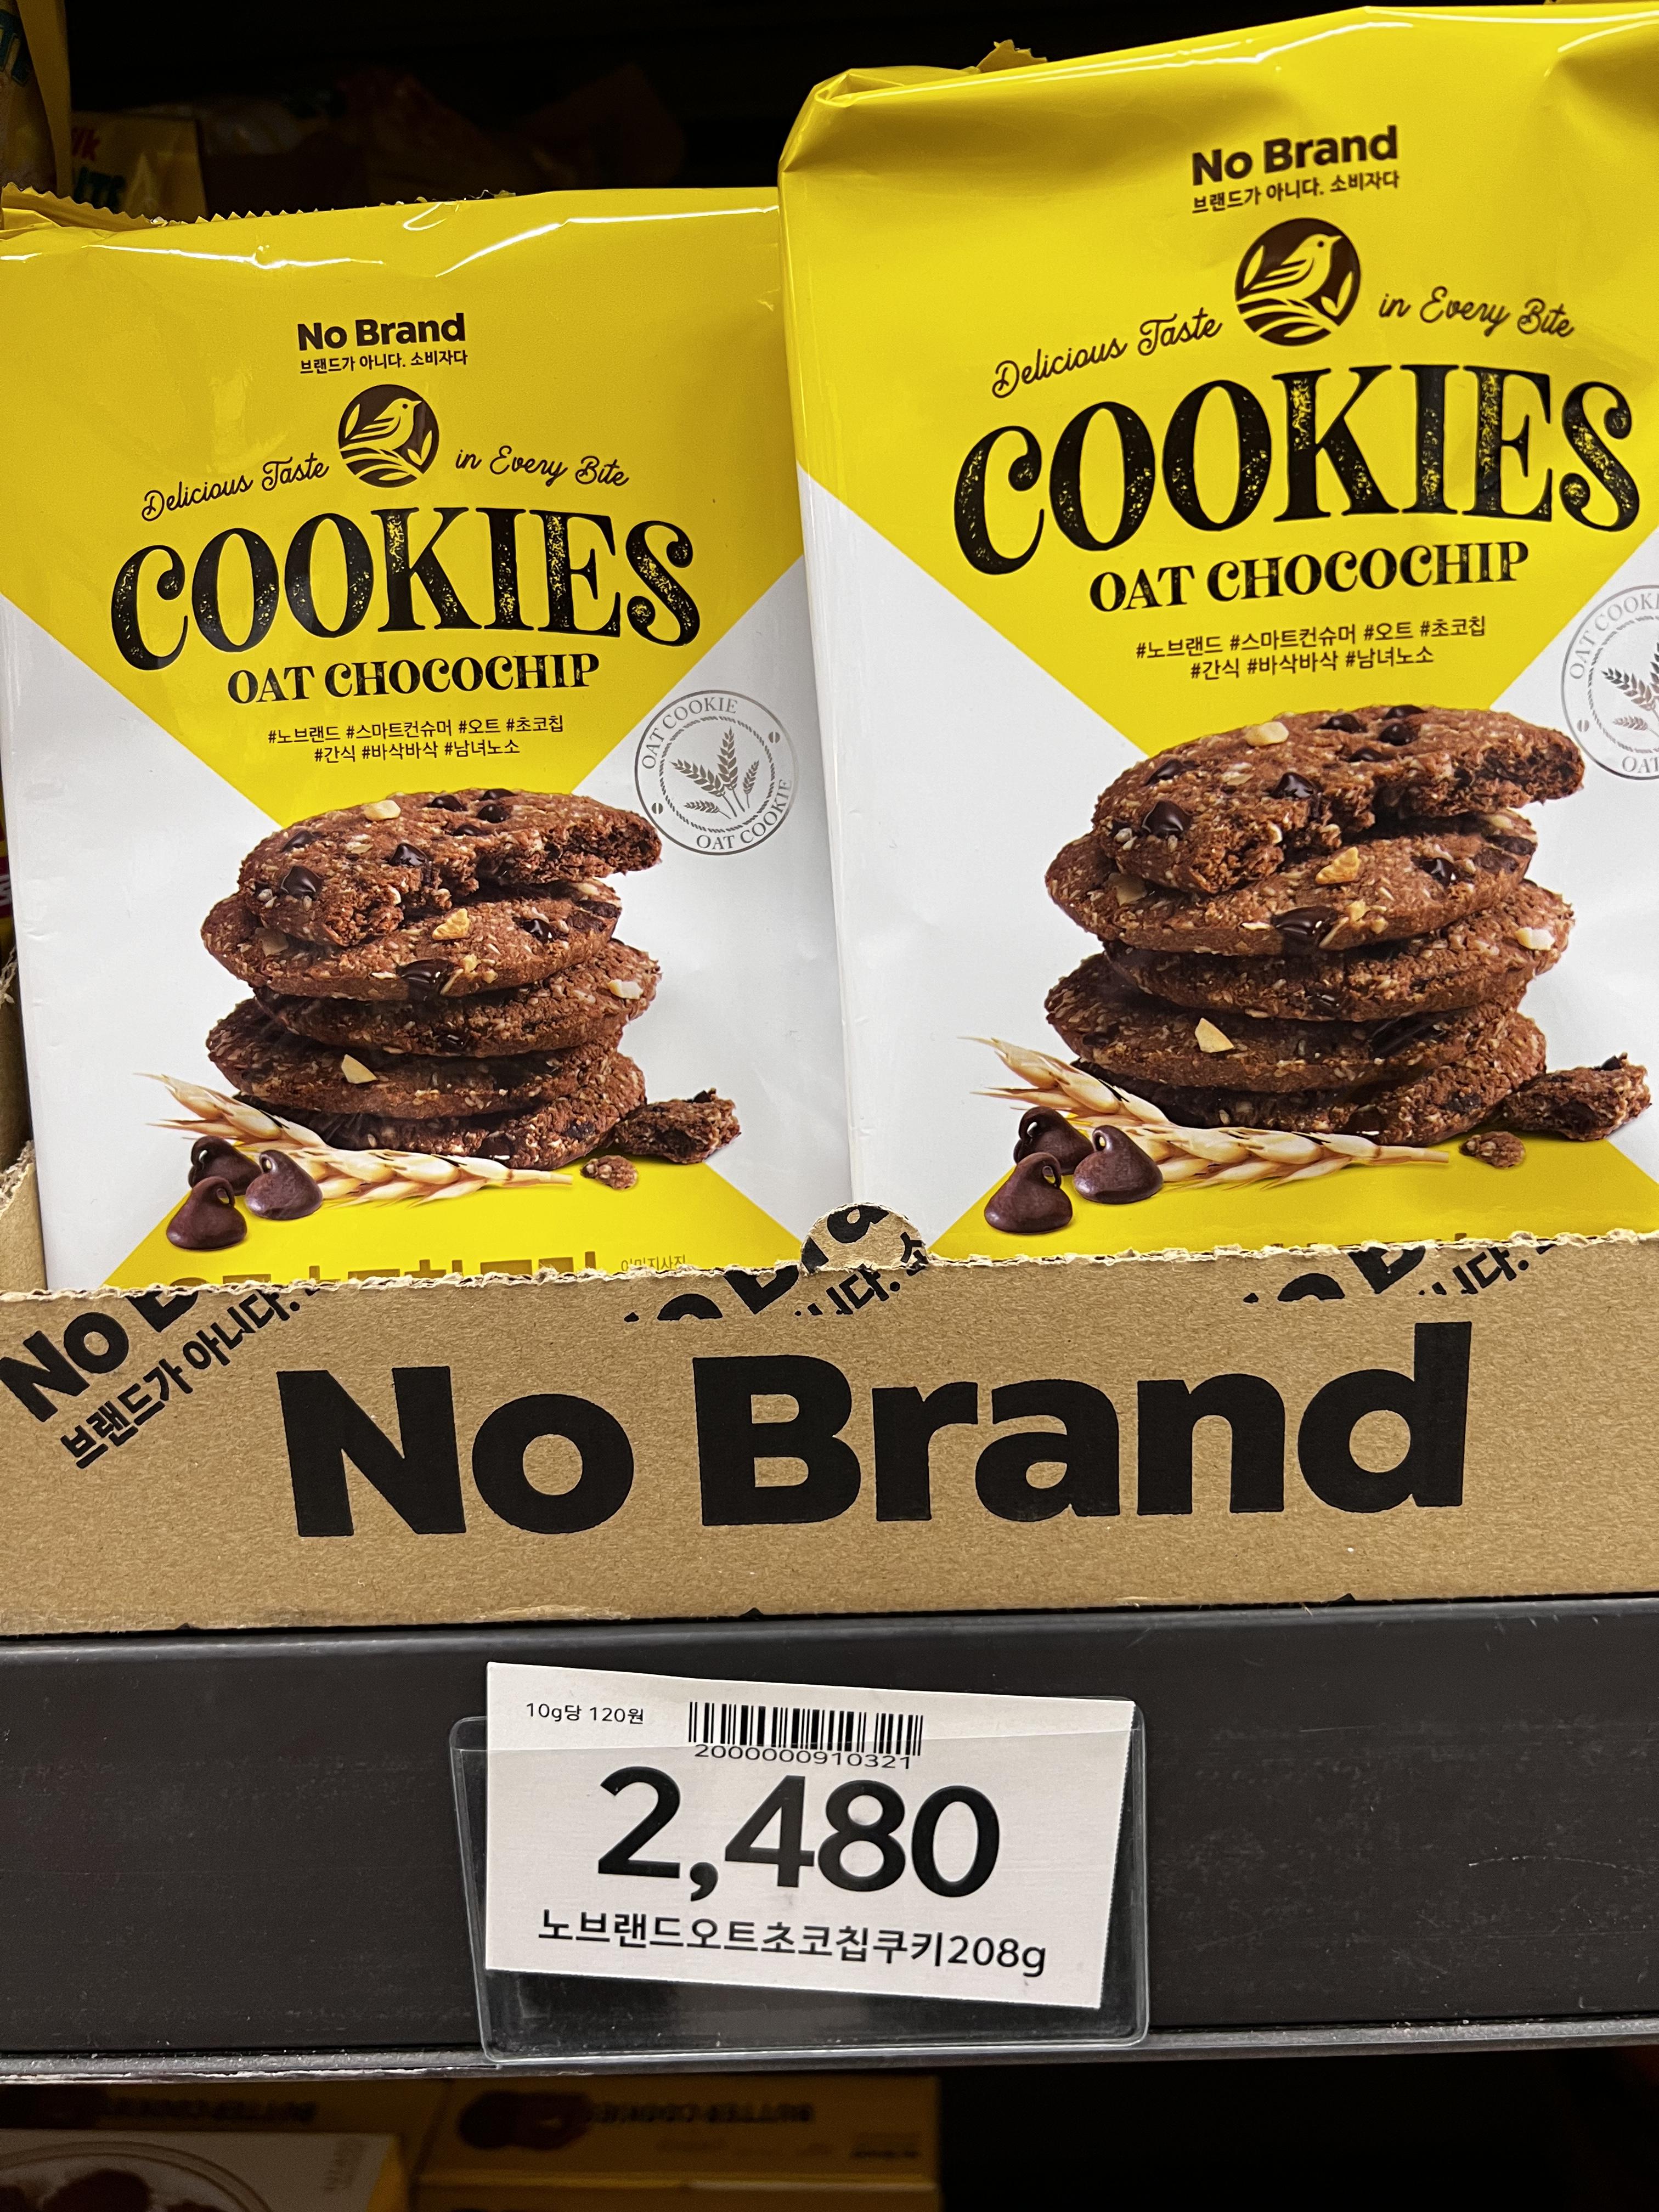 No Brand
브랜드가 아니다. 소비자다
Delicious Taste in Every Bite
COOKIES
OAT CHOCOCHIP
#노브랜드 #스마트컨슈머 #오트 #초코칩
#간식 #바삭바삭 #남녀노소
OAT COOKIE
OAT COOKIE
No Brand
브랜드가 아니다. 소비자다
Delicious Taste in Every Bite
COOKIES
OAT CHOCOCHIP
#노브랜드 #스마트컨슈머 #오트 #초코칩
#간식 #바삭바삭 #남녀노소
No
브랜드가 아니다.
No Brand
10g당 120원
2000000910321
2,480
노브랜드오트초코칩쿠키208g